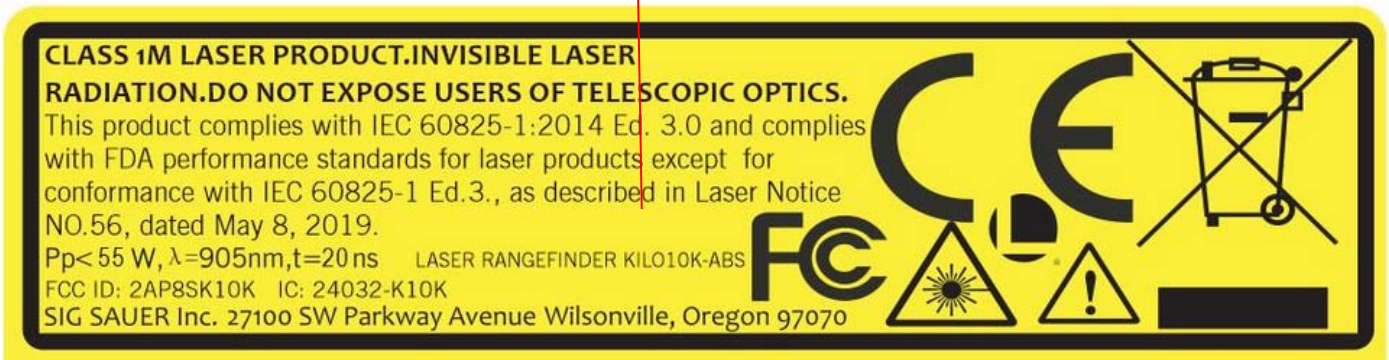 CLASS 1M LASER PRODUCT.INVISIBLE LASER
RADIATION.DO NOT EXPOSE USERS OF TELESCOPIC OPTICS.
This product complies with IEC 60825-1:2014 Ed. 3.0 and complies
with FDA performance standards for laser products except for
conformance with IEC 60825-1 Ed.3., as described in Laser Notice
NO.56, dated May 8, 2019.
Pp< 55 W, λ=905nm,t=20 ns LASER RANGEFINDER KILO10K-ABS
FCC ID: 2AP8SK10K IC: 24032-K10K
SIG SAUER Inc. 27100 SW Parkway Avenue Wilsonville, Oregon 97070
CE
FC
L
!